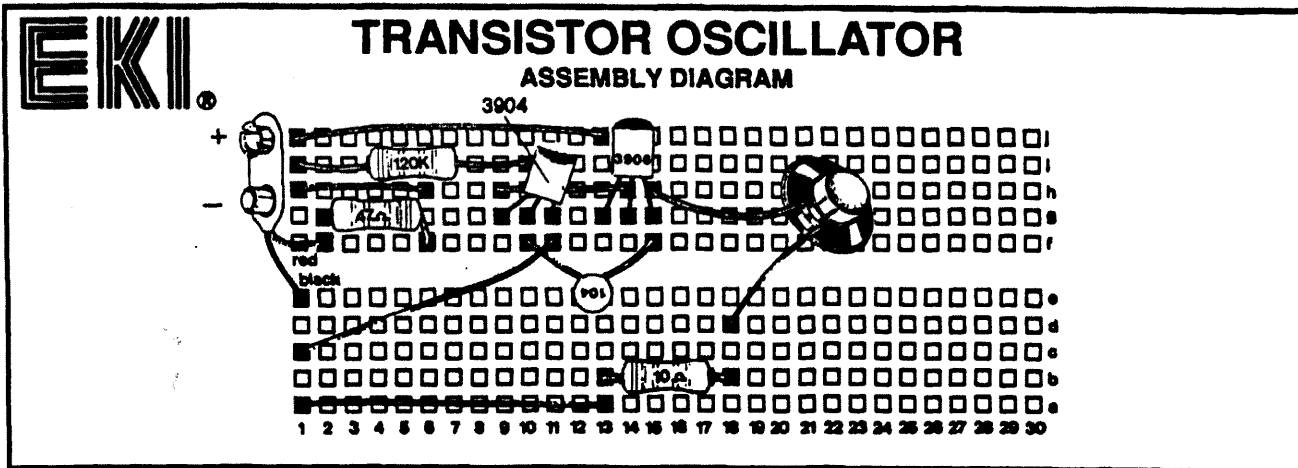 EKI®
TRANSISTOR OSCILLATOR
ASSEMBLY DIAGRAM
3904
+
j
120K
3906
i
h
−
g
f
red
black
104
e
d
c
10 Ω
b
a
1 2 3 4 5 6 7 8 9 10 11 12 13 14 15 16 17 18 19 20 21 22 23 24 25 26 27 28 29 30